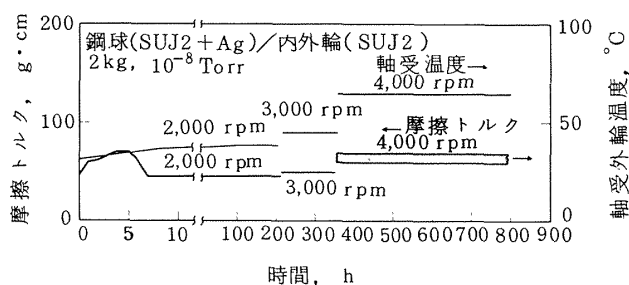 200
100
0
摩擦トルク, g·cm
鋼球(SUJ2+Ag)/内外輪(SUJ2)
2kg, 10⁻⁸ Torr
軸受温度→
4,000 rpm
3,000 rpm
2,000 rpm
←摩擦トルク
4,000 rpm
2,000 rpm
3,000 rpm
100
50
0
軸受外輪温度, °C
0 5 10 100 200 300 400 500 600 700 800 900
時間, h